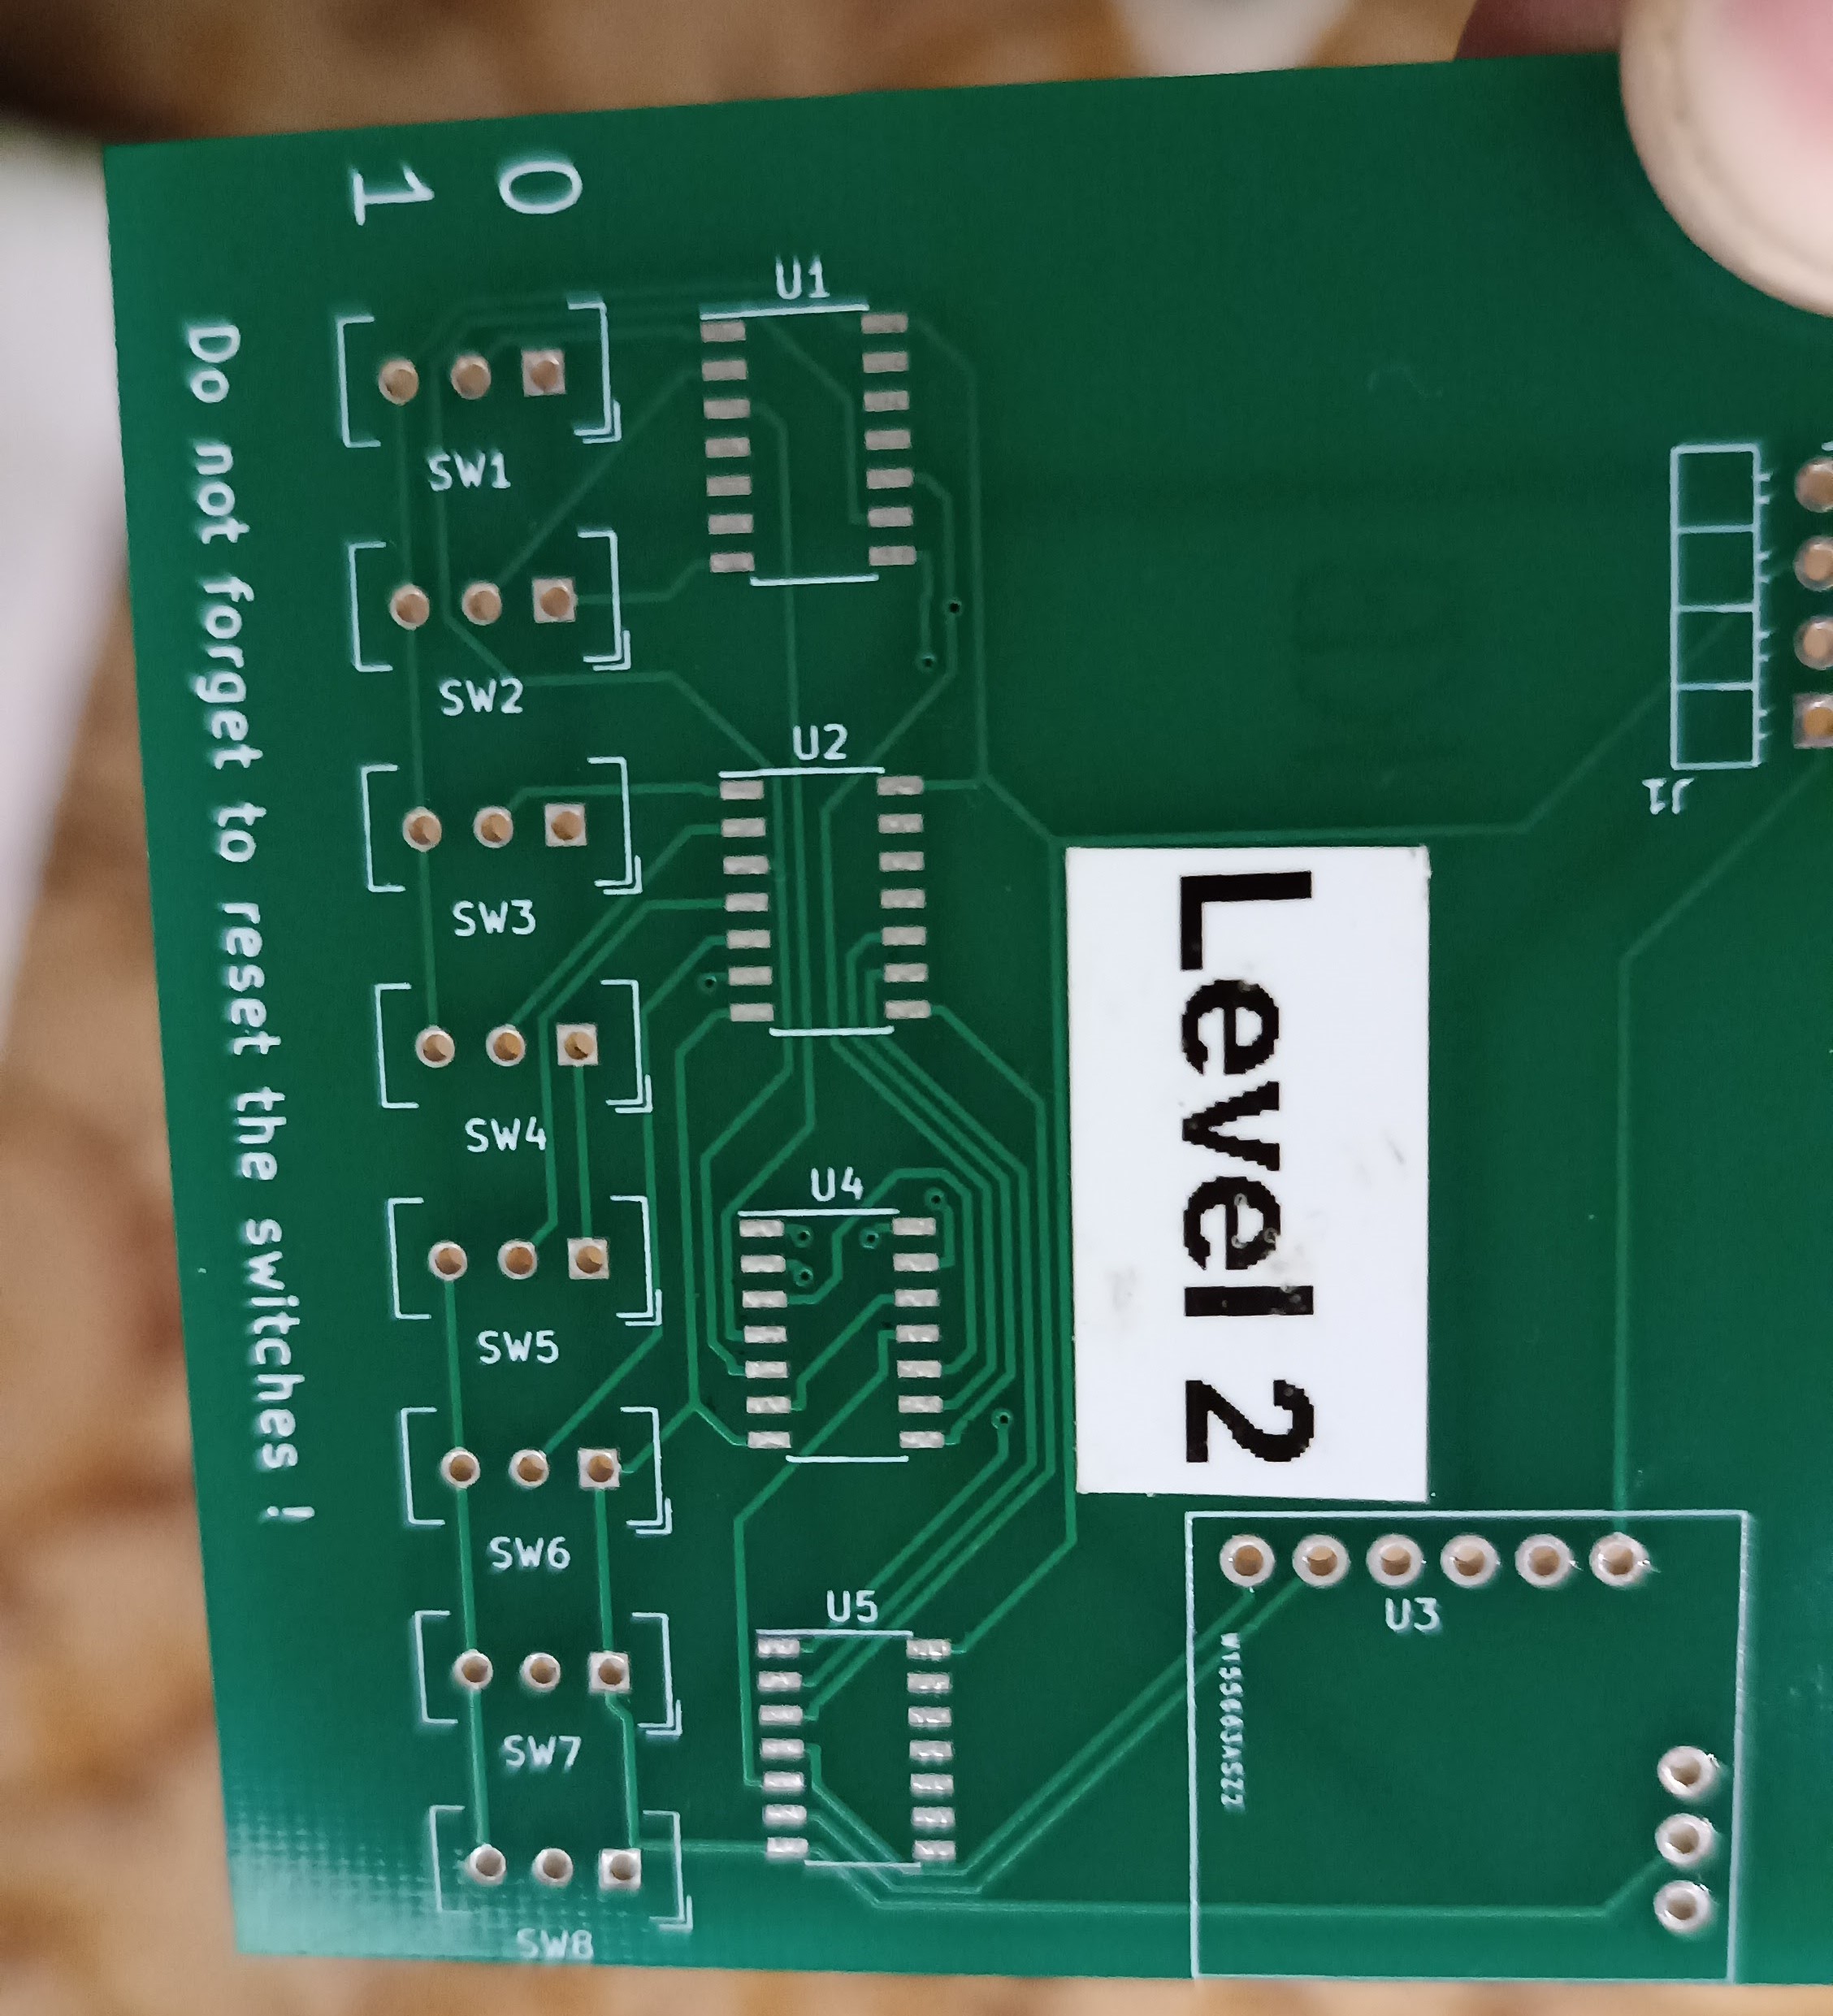 1
0
Do not forget to reset the switches !
U1
SW1
SW2
U2
SW3
J1
SW4
Level 2
U4
SW5
SW6
U5
U3
SW7
SW8